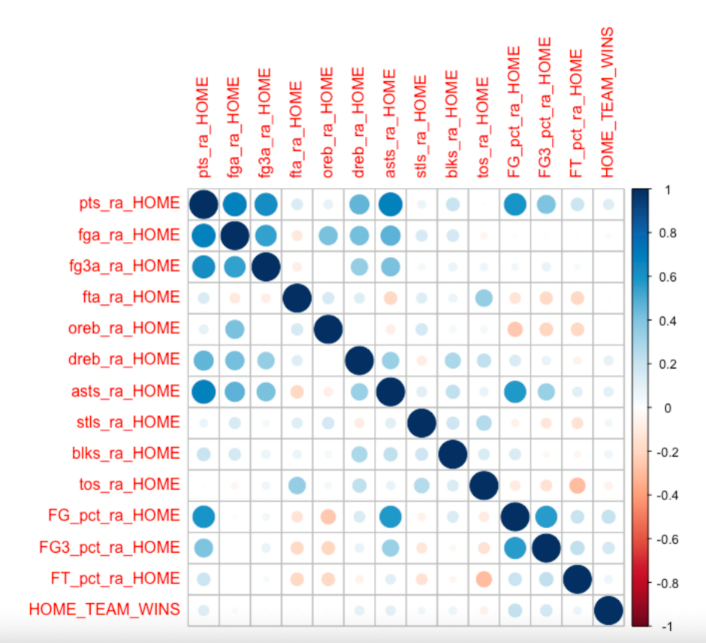 pts_ra_HOME
fga_ra_HOME
fg3a_ra_HOME
fta_ra_HOME
oreb_ra_HOME
dreb_ra_HOME
asts_ra_HOME
stls_ra_HOME
blks_ra_HOME
tos_ra_HOME
FG_pct_ra_HOME
FG3_pct_ra_HOME
FT_pct_ra_HOME
HOME_TEAM_WINS
pts_ra_HOME
fga_ra_HOME
fg3a_ra_HOME
fta_ra_HOME
oreb_ra_HOME
dreb_ra_HOME
asts_ra_HOME
stls_ra_HOME
blks_ra_HOME
tos_ra_HOME
FG_pct_ra_HOME
FG3_pct_ra_HOME
FT_pct_ra_HOME
HOME_TEAM_WINS
1
0.8
0.6
0.4
0.2
0
-0.2
-0.4
-0.6
-0.8
-1